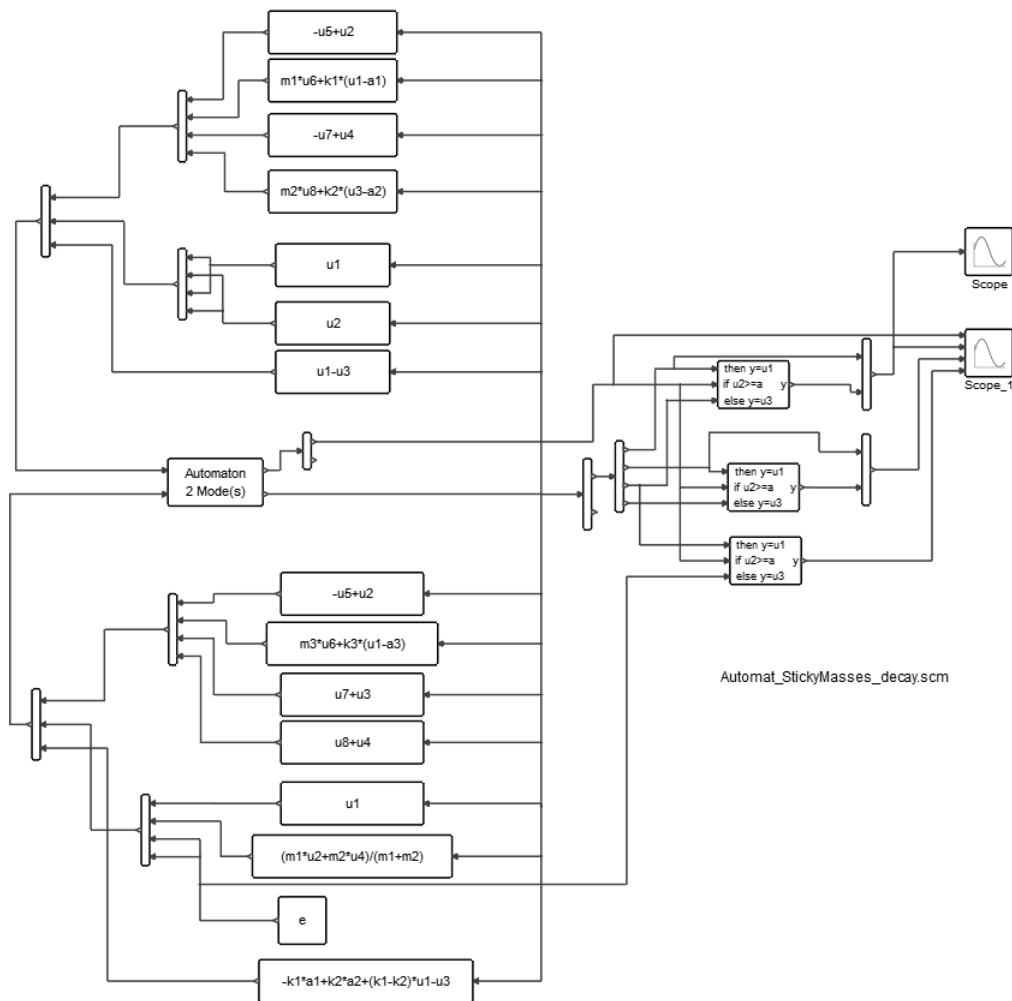 -u5+u2
m1*u6+k1*(u1-a1)
-u7+u4
m2*u8+k2*(u3-a2)
u1
u2
u1-u3
Scope
Scope_1
then y=u1
if u2>=a y
else y=u3
Automaton
2 Mode(s)
then y=u1
if u2>=a y
else y=u3
then y=u1
if u2>=a y
else y=u3
-u5+u2
m3*u6+k3*(u1-a3)
u7+u3
u8+u4
Automat_StickyMasses_decay.scm
u1
(m1*u2+m2*u4)/(m1+m2)
e
-k1*a1+k2*a2+(k1-k2)*u1-u3